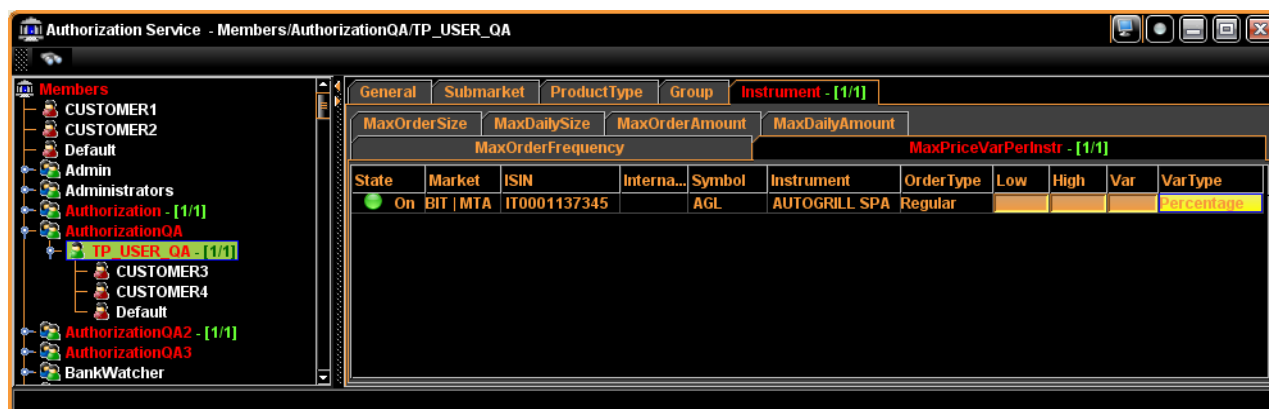 Authorization Service - Members/AuthorizationQA/TP_USER_QA
Members
CUSTOMER1
CUSTOMER2
Default
Admin
Administrators
Authorization - [1/1]
AuthorizationQA
TP_USER_QA - [1/1]
CUSTOMER3
CUSTOMER4
Default
AuthorizationQA2 - [1/1]
AuthorizationQA3
BankWatcher
General Submarket ProductType Group Instrument - [1/1]
MaxOrderSize MaxDailySize MaxOrderAmount MaxDailyAmount
MaxOrderFrequency MaxPriceVarPerInstr - [1/1]
State Market ISIN Interna... Symbol Instrument OrderType Low High Var VarType
On BIT | MTA IT0001137345 AGL AUTOGRILL SPA Regular Percentage